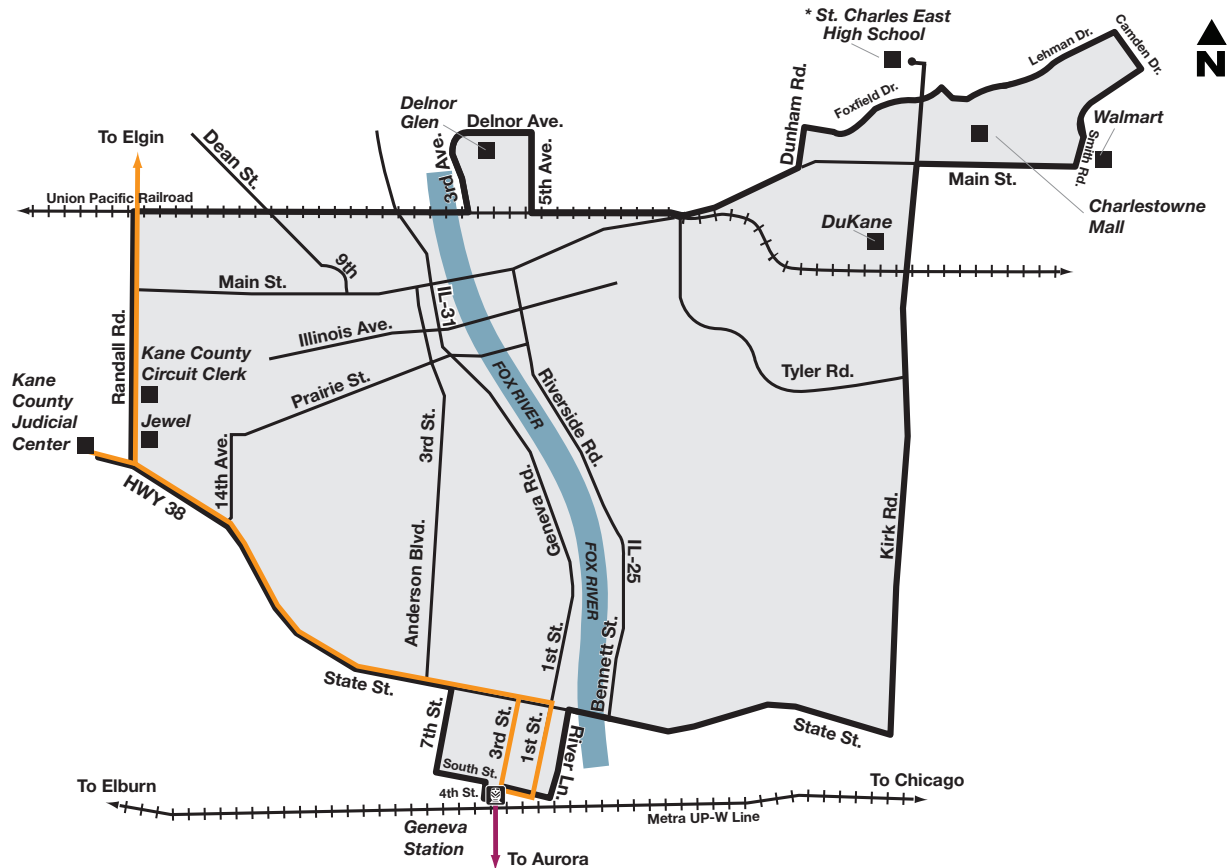 * St. Charles East
High School
N
Lehman Dr.
Camden Dr.
Foxfield Dr.
Dunham Rd.
Walmart
Smith Rd.
Main St.
Charlestowne
Mall
DuKane
To Elgin
Dean St.
Delnor
Glen
Delnor Ave.
3rd Ave.
5th Ave.
Union Pacific Railroad
9th
Main St.
IL-31
Illinois Ave.
Randall Rd.
Kane County
Circuit Clerk
Prairie St.
Kane
County
Judicial
Center
Jewel
14th Ave.
HWY 38
3rd St.
FOX RIVER
Riverside Rd.
Tyler Rd.
Geneva Rd.
Kirk Rd.
Anderson Blvd.
FOX RIVER
IL-25
1st St.
Bennett St.
State St.
State St.
7th St.
3rd St.
1st St.
River Ln.
South St.
4th St.
To Elburn
To Chicago
Metra UP-W Line
Geneva
Station
To Aurora